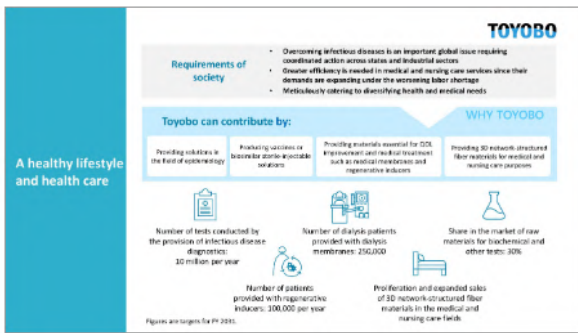 TOYOBO
Requirements of
society
• Overcoming infectious diseases is an important global issue requiring
coordinated action across states and industrial sectors
• Greater efficiency is needed in medical and nursing care services since their
demands are expanding under the worsening labor shortage
• Meticulously catering to diversifying health and medical needs
A healthy lifestyle
and health care
Toyobo can contribute by:
WHY TOYOBO
Providing solutions
in the field of epidemiology
Producing vaccines or
biosimilar sterile-injectable
solutions
Providing materials essential for QOL
improvement and medical treatment
such as medical membranes and
regenerative inducers
Providing 3D network-structured
fiber materials for medical and
nursing care purposes
Number of tests conducted by
the provision of infectious disease
diagnostics:
10 million per year
Number of dialysis patients
provided with dialysis
membranes: 250,000
Share in the market of raw
materials for biochemical and
other tests: 30%
Number of patients
provided with regenerative
inducers: 100,000 per year
Proliferation and expanded sales
of 3D network-structured fiber
materials in the medical and
nursing care fields
Figures are targets for FY 2031.